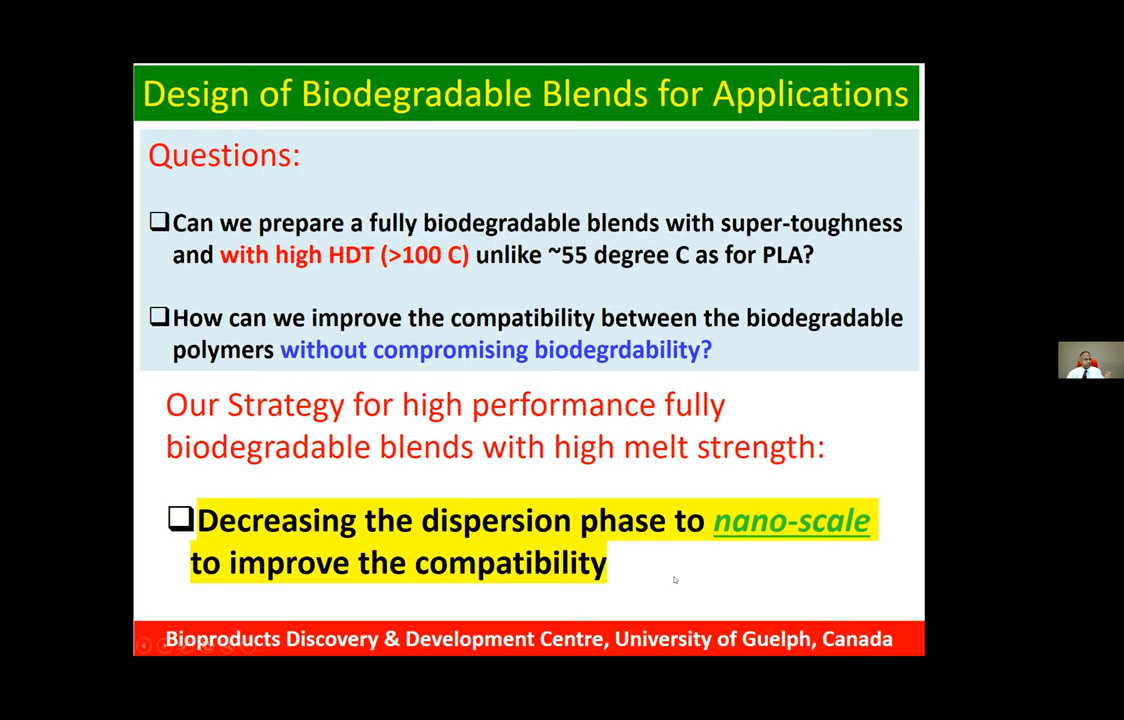 Design of Biodegradable Blends for Applications
Questions:
Can we prepare a fully biodegradable blends with super-toughness
and with high HDT (>100 C) unlike ~55 degree C as for PLA?
How can we improve the compatibility between the biodegradable
polymers without compromising biodegrdability?
Our Strategy for high performance fully
biodegradable blends with high melt strength:
Decreasing the dispersion phase to nano-scale
to improve the compatibility
Bioproducts Discovery & Development Centre, University of Guelph, Canada